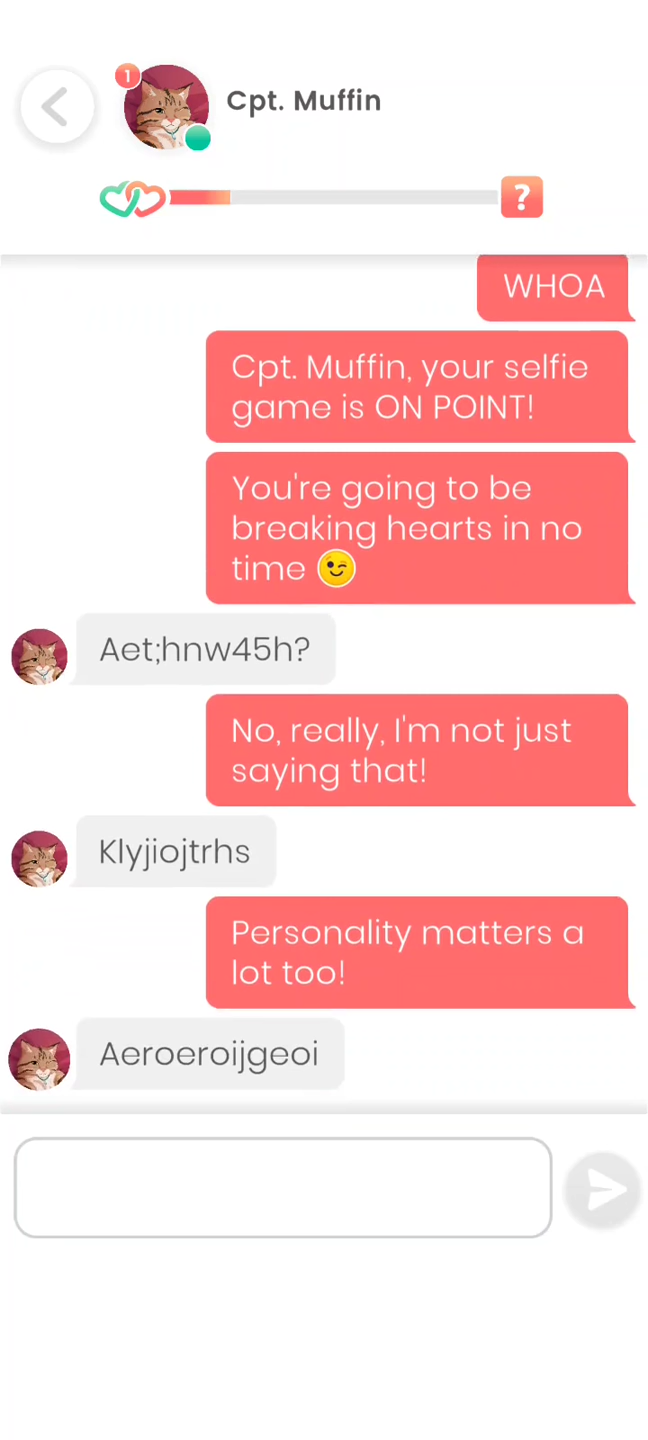 1
Cpt. Muffin
?
WHOA
Cpt. Muffin, your selfie
game is ON POINT!
You're going to be
breaking hearts in no
time 😉
Aet;hnw45h?
No, really, I'm not just
saying that!
Klyjiojtrhs
Personality matters a
lot too!
Aeroeroijgeoi